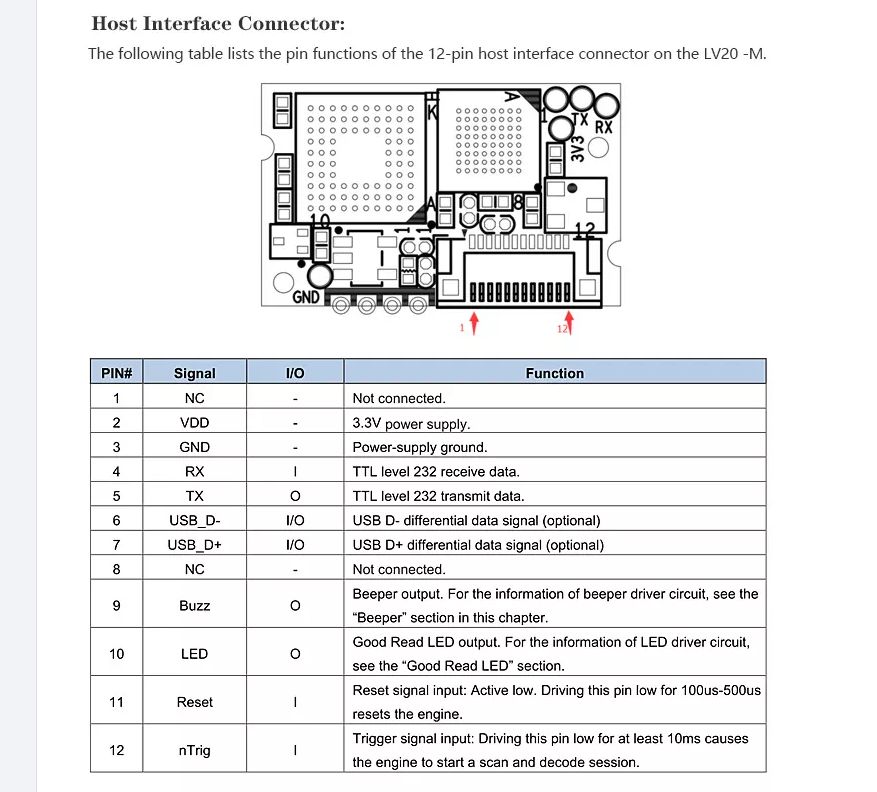 Host Interface Connector:
The following table lists the pin functions of the 12-pin host interface connector on the LV20 -M.
K
A
1
TX
RX
3V3
A
8
10
1
1
12
GND
1
12
PIN# Signal I/O Function
1 NC - Not connected.
2 VDD - 3.3V power supply.
3 GND - Power-supply ground.
4 RX I TTL level 232 receive data.
5 TX O TTL level 232 transmit data.
6 USB_D- I/O USB D- differential data signal (optional)
7 USB_D+ I/O USB D+ differential data signal (optional)
8 NC - Not connected.
9 Buzz O Beeper output. For the information of beeper driver circuit, see the
“Beeper” section in this chapter.
10 LED O Good Read LED output. For the information of LED driver circuit,
see the “Good Read LED” section.
11 Reset I Reset signal input: Active low. Driving this pin low for 100us-500us
resets the engine.
12 nTrig I Trigger signal input: Driving this pin low for at least 10ms causes
the engine to start a scan and decode session.